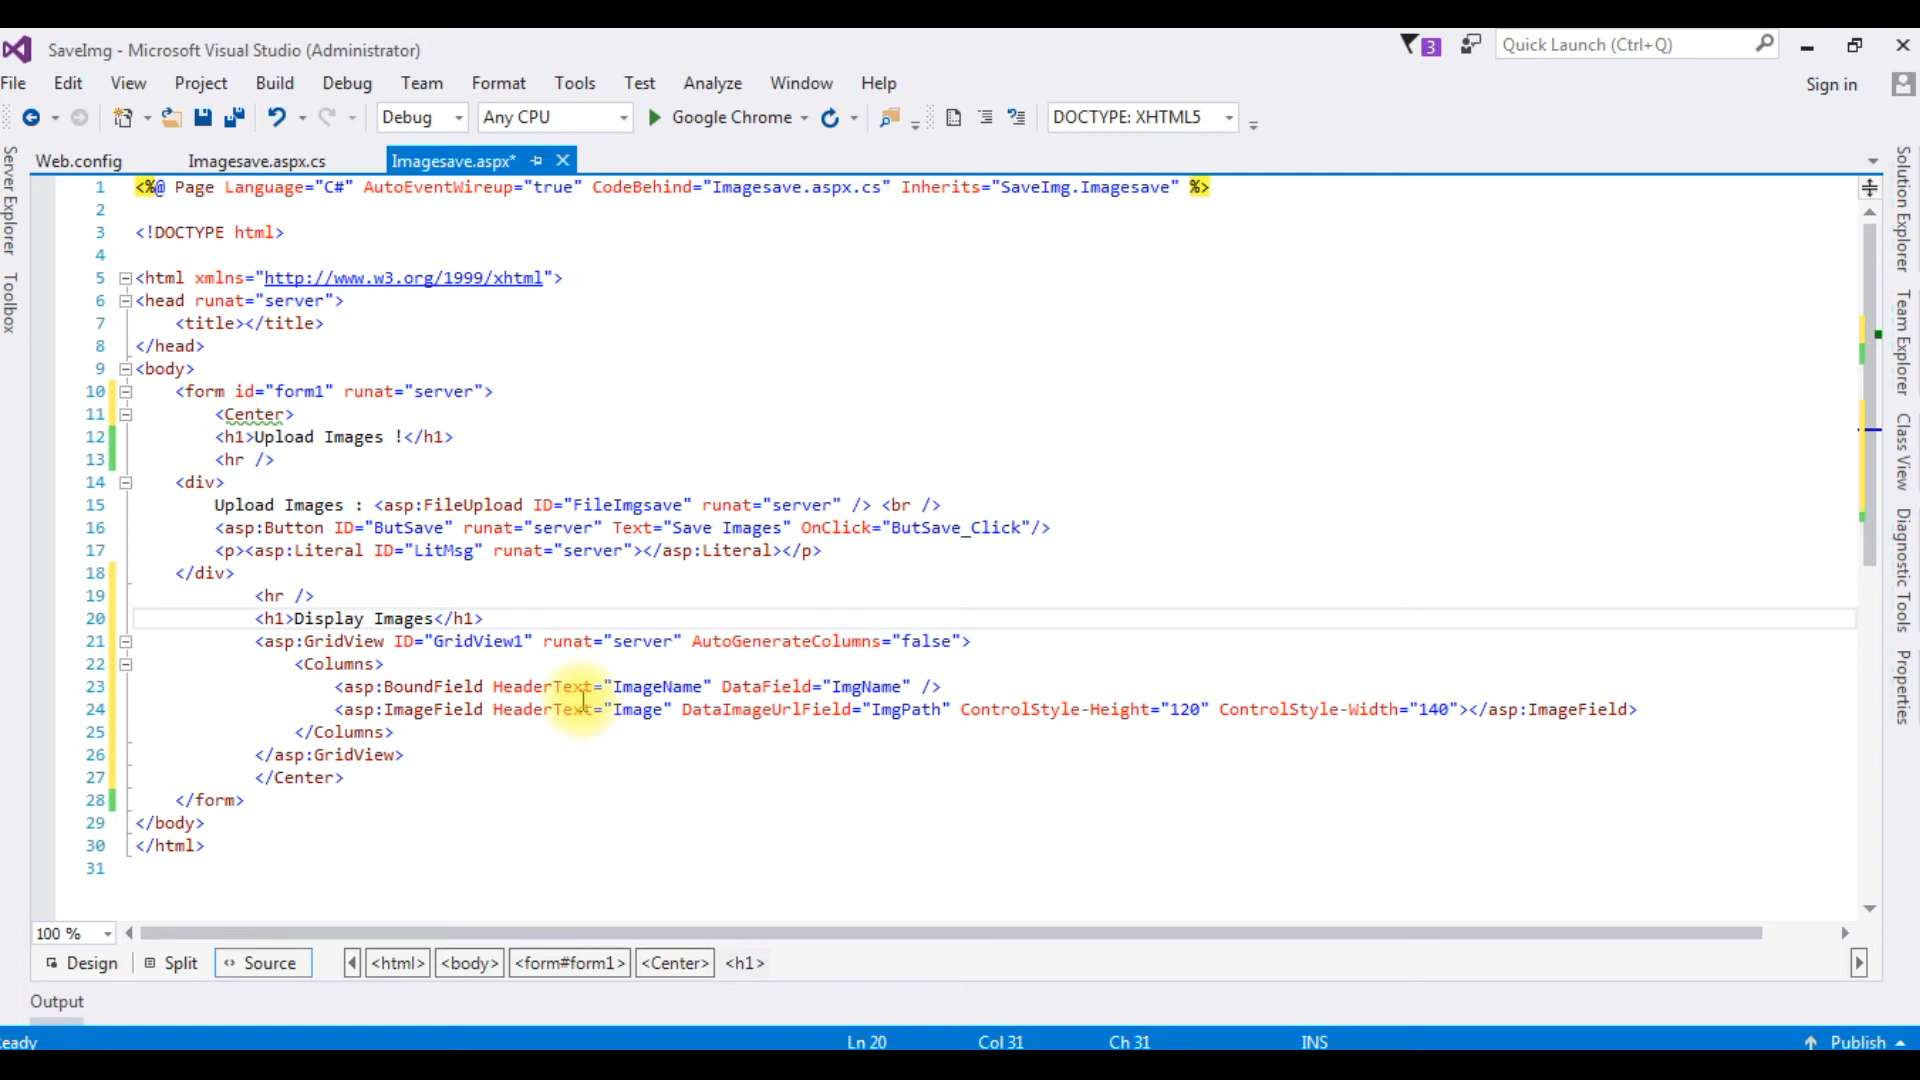 SaveImg - Microsoft Visual Studio (Administrator)
3
Quick Launch (Ctrl+Q)
File Edit View Project Build Debug Team Format Tools Test Analyze Window Help
Sign in
Debug
Any CPU
Google Chrome
DOCTYPE: XHTML5
Web.config
Imagesave.aspx.cs
Imagesave.aspx*
Server Explorer
Toolbox
1 <%@ Page Language="C#" AutoEventWireup="true" CodeBehind="Imagesave.aspx.cs" Inherits="SaveImg.Imagesave" %>
2
3 <!DOCTYPE html>
4
5 <html xmlns="http://www.w3.org/1999/xhtml">
6 <head runat="server">
7 <title></title>
8 </head>
9 <body>
10 <form id="form1" runat="server">
11 <Center>
12 <h1>Upload Images !</h1>
13 <hr />
14 <div>
15 Upload Images : <asp:FileUpload ID="FileImgsave" runat="server" /> <br />
16 <asp:Button ID="ButSave" runat="server" Text="Save Images" OnClick="ButSave_Click"/>
17 <p><asp:Literal ID="LitMsg" runat="server"></asp:Literal></p>
18 </div>
19 <hr />
20 <h1>Display Images</h1>
21 <asp:GridView ID="GridView1" runat="server" AutoGenerateColumns="false">
22 <Columns>
23 <asp:BoundField HeaderText="ImageName" DataField="ImgName" />
24 <asp:ImageField HeaderText="Image" DataImageUrlField="ImgPath" ControlStyle-Height="120" ControlStyle-Width="140"></asp:ImageField>
25 </Columns>
26 </asp:GridView>
27 </Center>
28 </form>
29 </body>
30 </html>
31
Solution Explorer
Team Explorer
Class View
Diagnostic Tools
Properties
100 %
Design
Split
Source
<html> <body> <form#form1> <Center> <h1>
Output
eady
Ln 20
Col 31
Ch 31
INS
Publish